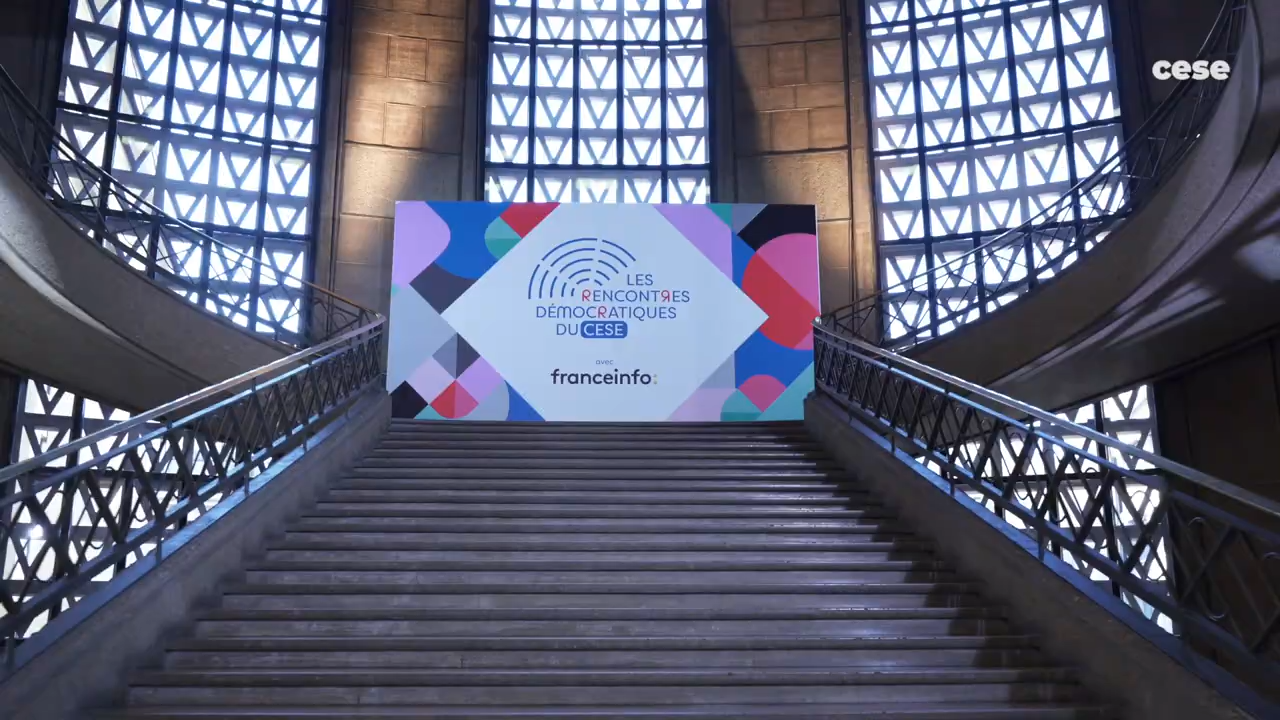 cese
LES
RENCONTRES
DÉMOCRATIQUES
DU CESE
avec
franceinfo: